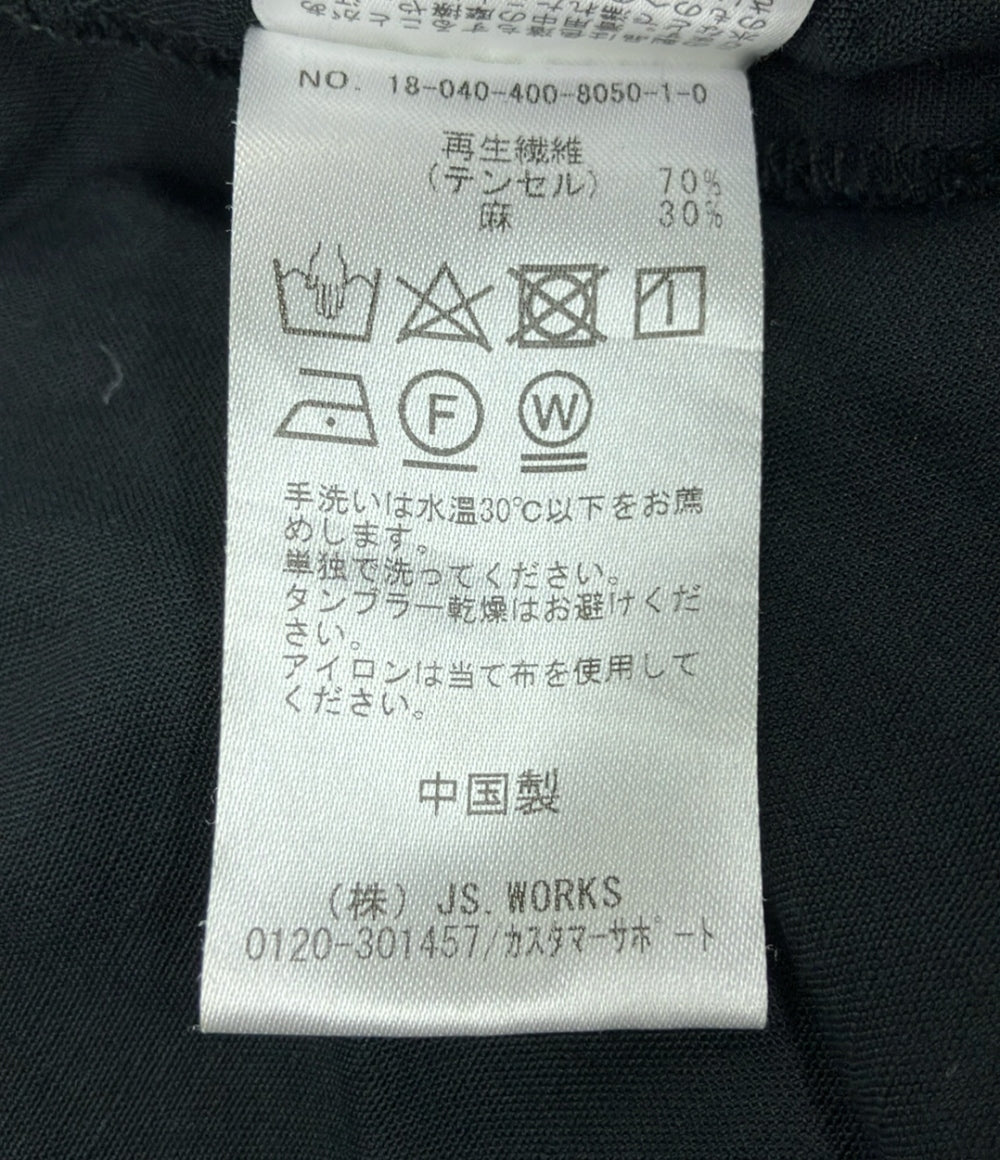 NO. 18-040-400-8050-1-0
再生繊維
(テンセル) 70%
麻 30%
F W
手洗いは水温30℃以下をお薦
めします。
単独で洗ってください。
タンブラー乾燥はお避けくだ
さい。
アイロンは当て布を使用して
ください。
中国製
(株) JS.WORKS
0120-301457/カスタマーサポート